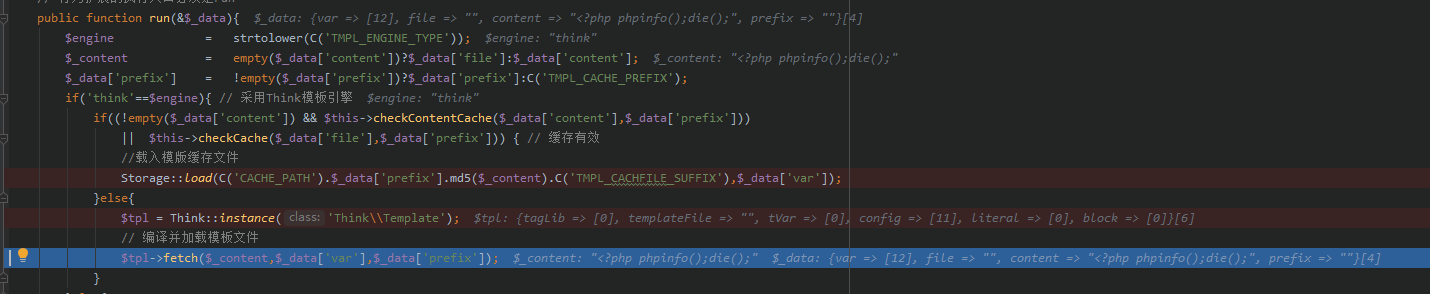 public function run(&$_data){  $_data: {var => [12], file => "", content => "<?php phpinfo();die();", prefix => ""}[4]
$engine             =   strtolower(C('TMPL_ENGINE_TYPE'));  $engine: "think"
$_content           =   empty($_data['content'])?$_data['file']:$_data['content'];  $_content: "<?php phpinfo();die();"
$_data['prefix']    =   !empty($_data['prefix'])?$_data['prefix']:C('TMPL_CACHE_PREFIX');
if('think'==$engine){ // 采用Think模板引擎  $engine: "think"
if((!empty($_data['content']) && $this->checkContentCache($_data['content'],$_data['prefix']))
||  $this->checkCache($_data['file'],$_data['prefix'])) { // 缓存有效
//载入模版缓存文件
Storage::load(C('CACHE_PATH').$_data['prefix'].md5($_content).C('TMPL_CACHFILE_SUFFIX'),$_data['var']);
}else{
$tpl = Think::instance( class: 'Think\\Template');  $tpl: {tagLib => [0], templateFile => "", tVar => [0], config => [11], literal => [0], block => [0]}[6]
// 编译并加载模板文件
$tpl->fetch($_content,$_data['var'],$_data['prefix']);  $_content: "<?php phpinfo();die();"  $_data: {var => [12], file => "", content => "<?php phpinfo();die();", prefix => ""}[4]
}